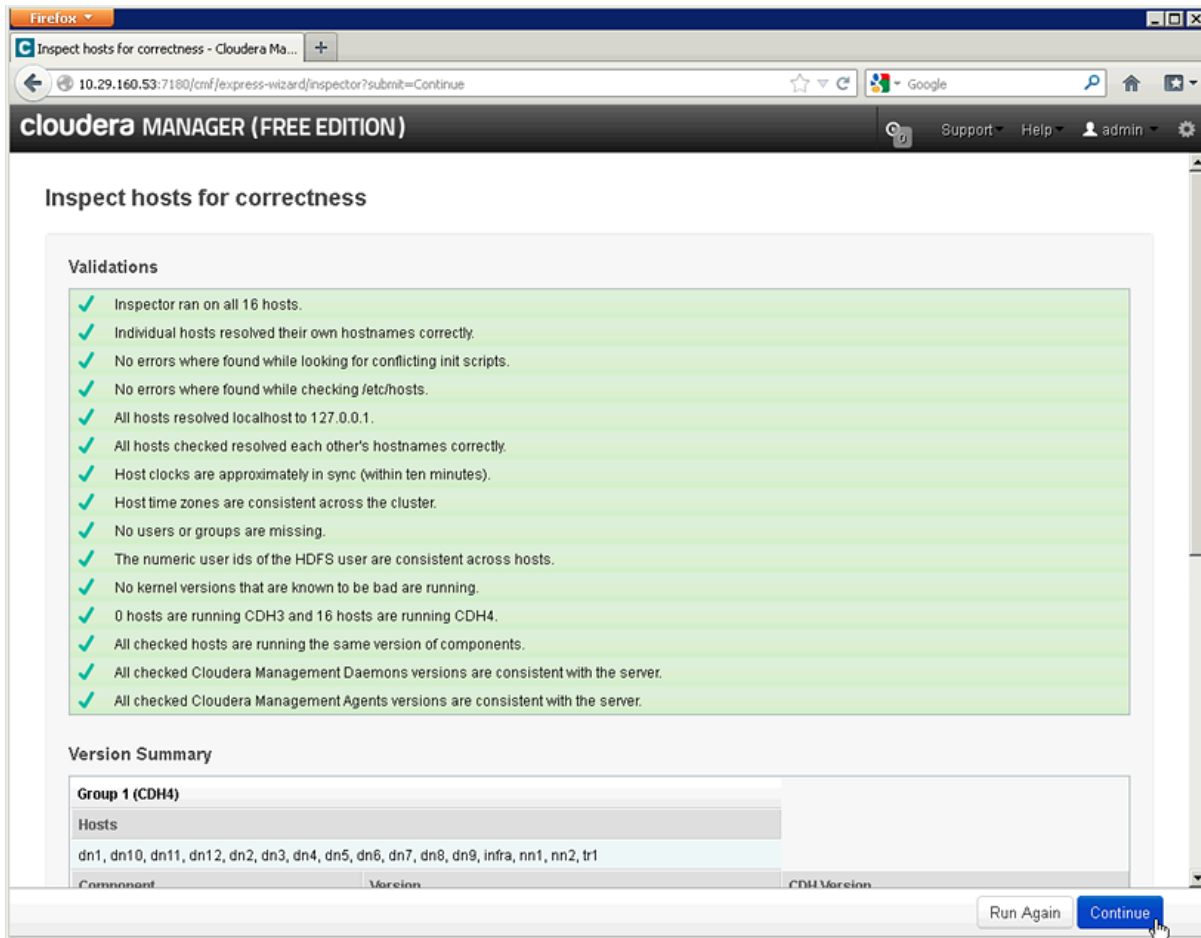 Firefox
Inspect hosts for correctness - Cloudera Ma...
10.29.160.53:7180/cmf/express-wizard/inspector?submit=Continue
Google
cloudera MANAGER (FREE EDITION)
Support Help admin
Inspect hosts for correctness
Validations
Inspector ran on all 16 hosts.
Individual hosts resolved their own hostnames correctly.
No errors where found while looking for conflicting init scripts.
No errors where found while checking /etc/hosts.
All hosts resolved localhost to 127.0.0.1.
All hosts checked resolved each other's hostnames correctly.
Host clocks are approximately in sync (within ten minutes).
Host time zones are consistent across the cluster.
No users or groups are missing.
The numeric user ids of the HDFS user are consistent across hosts.
No kernel versions that are known to be bad are running.
0 hosts are running CDH3 and 16 hosts are running CDH4.
All checked hosts are running the same version of components.
All checked Cloudera Management Daemons versions are consistent with the server.
All checked Cloudera Management Agents versions are consistent with the server.
Version Summary
Group 1 (CDH4)
Hosts
dn1, dn10, dn11, dn12, dn2, dn3, dn4, dn5, dn6, dn7, dn8, dn9, infra, nn1, nn2, tr1
Component Version CDH Version
Run Again Continue